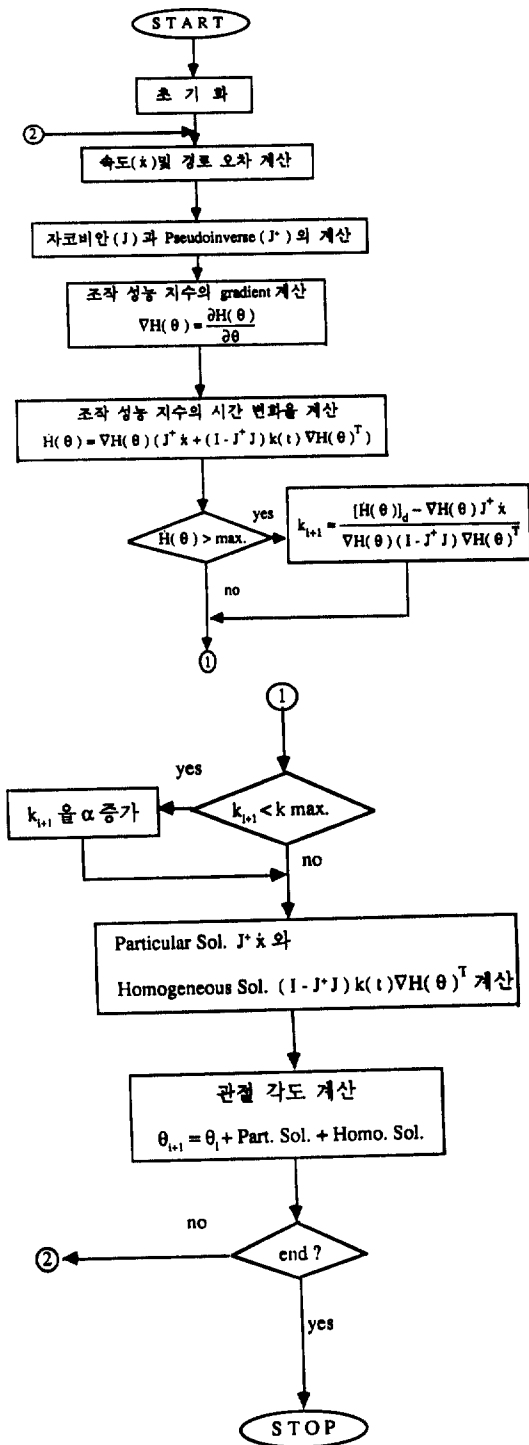 START
초 기 화
②
속도(ẋ)및 경로 오차 계산
자코비안(J)과 Pseudoinverse(J⁺)의 계산
조작 성능 지수의 gradient 계산
∇H(θ) = ∂H(θ) / ∂θ
조작 성능 지수의 시간 변화율 계산
Ḣ(θ) = ∇H(θ)(J⁺ẋ + (I - J⁺J)k(t)∇H(θ)ᵀ)
Ḣ(θ) > max.
yes
k_{i+1} = ([Ḣ(θ)]_d - ∇H(θ)J⁺ẋ) / (∇H(θ)(I - J⁺J)∇H(θ)ᵀ)
no
①
①
yes
k_{i+1} 을 α 증가
k_{i+1} < k max.
no
Particular Sol. J⁺ẋ 와
Homogeneous Sol. (I - J⁺J)k(t)∇H(θ)ᵀ 계산
관절 각도 계산
θ_{i+1} = θ_i + Part. Sol. + Homo. Sol.
no
②
end ?
yes
STOP